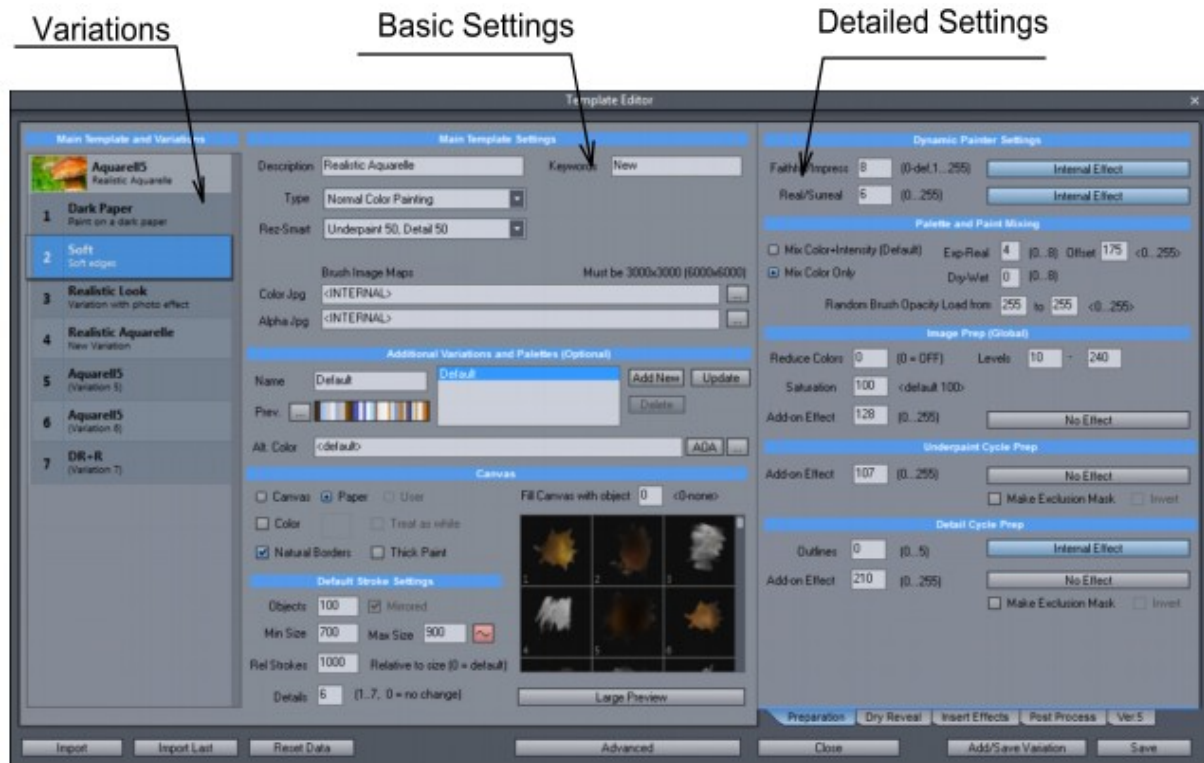 Variations
Basic Settings
Detailed Settings
Template Editor
Main Template and Variations
Aquarell5
Realistic Aquarelle
1 Dark Paper
Paint on a dark paper
2 Soft
Soft edges
3 Realistic Look
Variation with photo effect
4 Realistic Aquarelle
New Variation
5 Aquarell5
(Variation 5)
6 Aquarell5
(Variation 6)
7 DR+R
(Variation 7)
Main Template Settings
Description Realistic Aquarelle Keywords New
Type Normal Color Painting
Rez-Smart Underpaint 50, Detail 50
Brush Image Maps Must be 3000x3000 (6000x6000)
Color Jpg <INTERNAL> ...
Alpha Jpg <INTERNAL> ...
Additional Variations and Palettes (Optional)
Name Default Default Add New Update
Prev. ... Delete
Alt. Color <default> ADA ...
Canvas
Canvas Paper User Fill Canvas with object 0 <0-none>
Color Treat as white
Natural Borders Thick Paint
1 2 3
4 5 6
Default Stroke Settings
Objects 100 Mirrored
Min Size 700 Max Size 900
Rel Strokes 1000 Relative to size (0 = default)
Details 6 (1..7, 0 = no change)
Large Preview
Dynamic Painter Settings
Faithful/Impress 8 (0-def,1...255) Internal Effect
Real/Surreal 6 (0...255) Internal Effect
Palette and Paint Mixing
Mix Color+Intensity (Default) Exp-Real 4 (0...8) Offset 175 <0...255>
Mix Color Only Dry-Wet 0 (0...8)
Random Brush Opacity Load from 255 to 255 <0...255>
Image Prep (Global)
Reduce Colors 0 (0 = OFF) Levels 10 - 240
Saturation 100 <default 100>
Add-on Effect 128 (0...255) No Effect
Underpaint Cycle Prep
Add-on Effect 107 (0...255) No Effect
Make Exclusion Mask Invert
Detail Cycle Prep
Outlines 0 (0...5) Internal Effect
Add-on Effect 210 (0...255) No Effect
Make Exclusion Mask Invert
Preparation Dry Reveal Insert Effects Post Process Ver.5
Import Import Last Reset Data Advanced Close Add/Save Variation Save